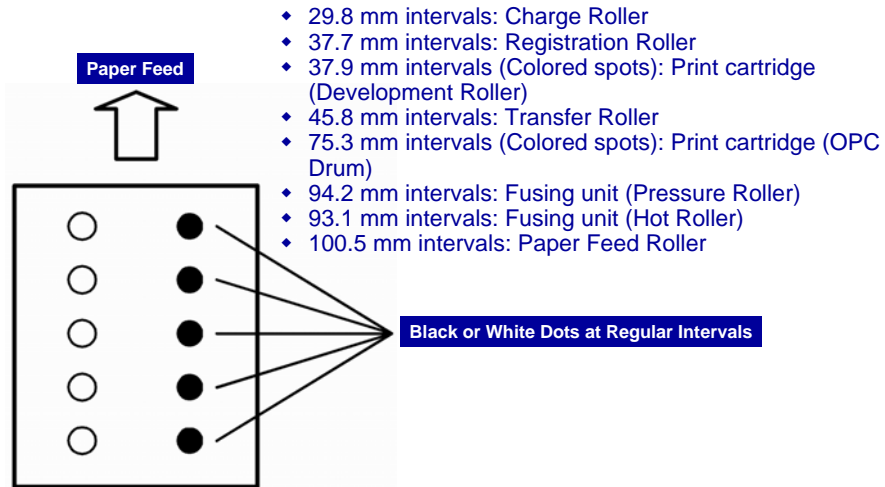 ◆ 29.8 mm intervals: Charge Roller
◆ 37.7 mm intervals: Registration Roller
◆ 37.9 mm intervals (Colored spots): Print cartridge
(Development Roller)
◆ 45.8 mm intervals: Transfer Roller
◆ 75.3 mm intervals (Colored spots): Print cartridge (OPC
Drum)
◆ 94.2 mm intervals: Fusing unit (Pressure Roller)
◆ 93.1 mm intervals: Fusing unit (Hot Roller)
◆ 100.5 mm intervals: Paper Feed Roller
Paper Feed
Black or White Dots at Regular Intervals